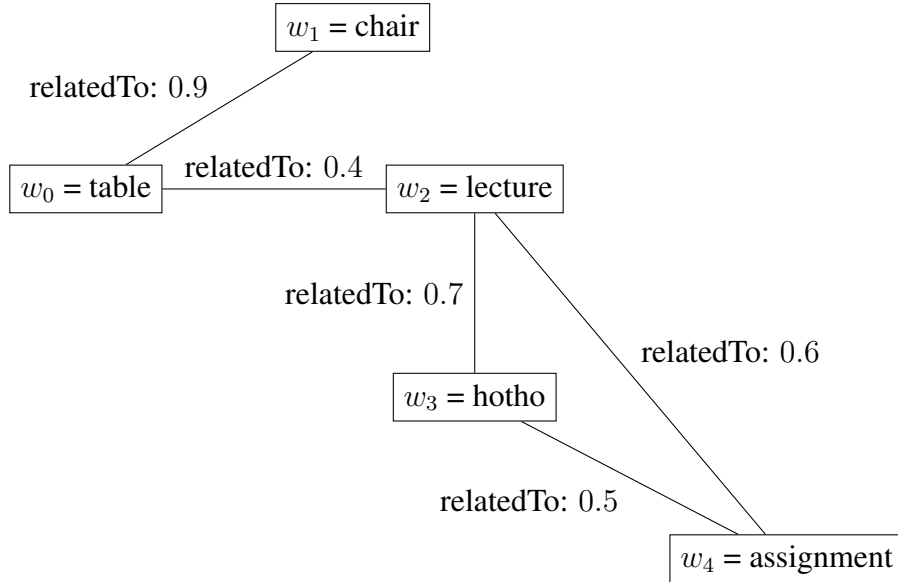 w₁ = chair
relatedTo: 0.9
relatedTo: 0.4
w₀ = table
w₂ = lecture
relatedTo: 0.7
relatedTo: 0.6
w₃ = hotho
relatedTo: 0.5
w₄ = assignment